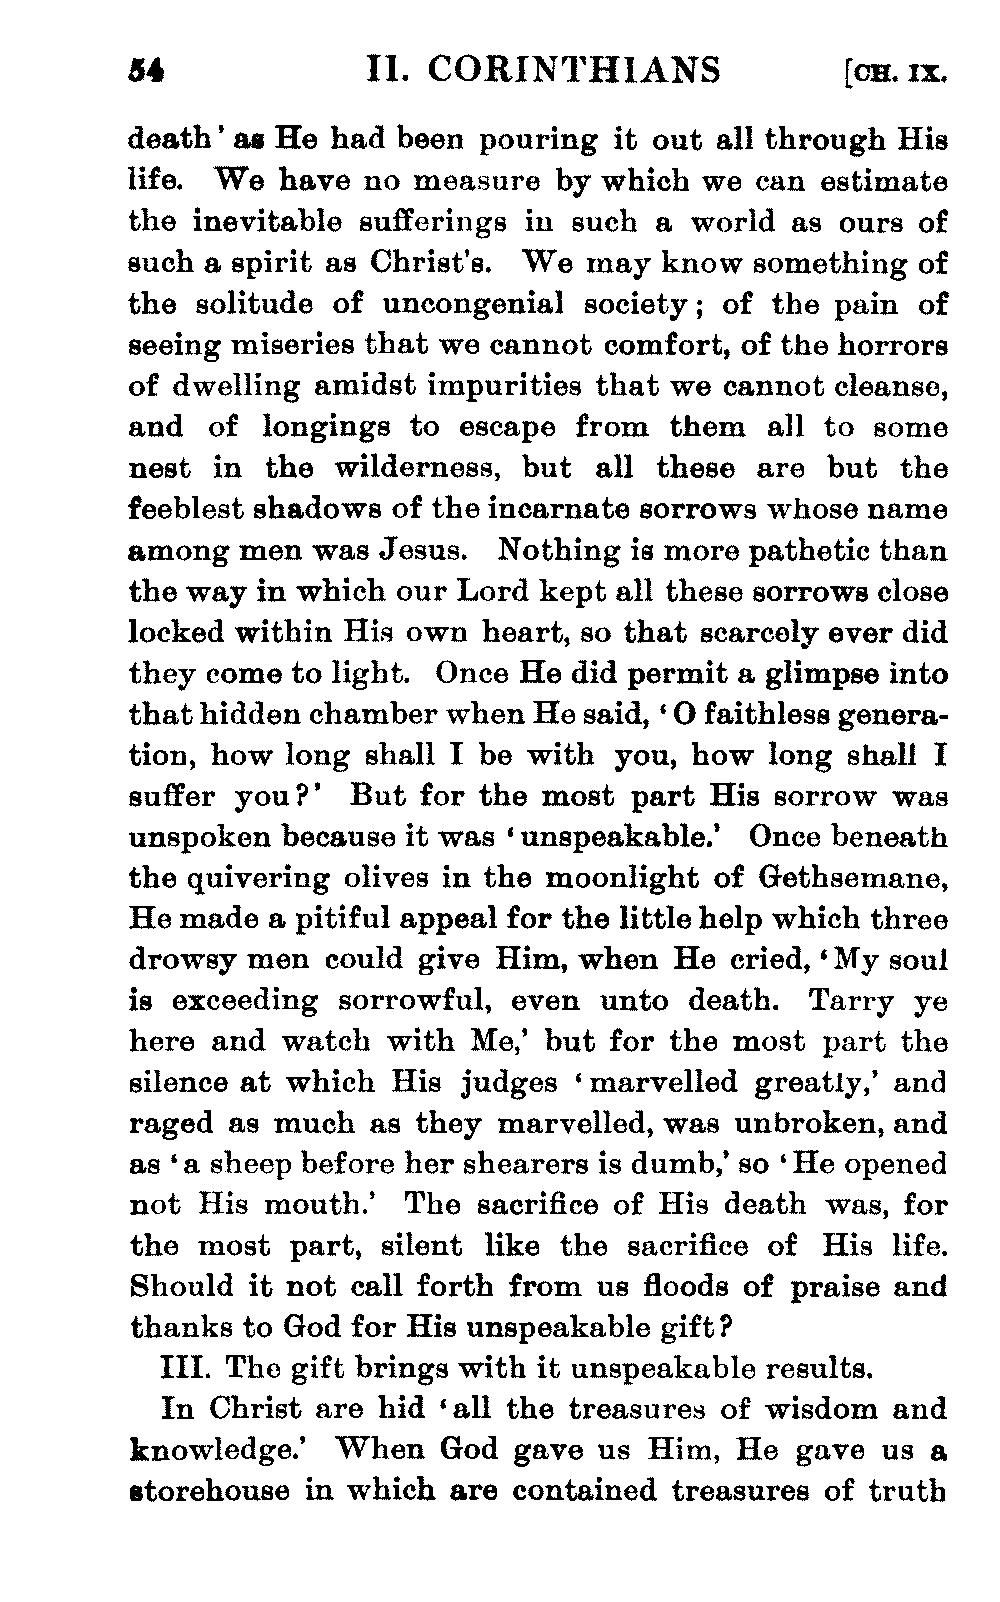 54 II. CORINTHIANS [CH. IX.
death' as He had been pouring it out all through His
life. We have no measure by which we can estimate
the inevitable sufferings in such a world as ours of
such a spirit as Christ's. We may know something of
the solitude of uncongenial society; of the pain of
seeing miseries that we cannot comfort, of the horrors
of dwelling amidst impurities that we cannot cleanse,
and of longings to escape from them all to some
nest in the wilderness, but all these are but the
feeblest shadows of the incarnate sorrows whose name
among men was Jesus. Nothing is more pathetic than
the way in which our Lord kept all these sorrows close
locked within His own heart, so that scarcely ever did
they come to light. Once He did permit a glimpse into
that hidden chamber when He said, 'O faithless genera-
tion, how long shall I be with you, how long shall I
suffer you?' But for the most part His sorrow was
unspoken because it was 'unspeakable.' Once beneath
the quivering olives in the moonlight of Gethsemane,
He made a pitiful appeal for the little help which three
drowsy men could give Him, when He cried, 'My soul
is exceeding sorrowful, even unto death. Tarry ye
here and watch with Me,' but for the most part the
silence at which His judges 'marvelled greatly,' and
raged as much as they marvelled, was unbroken, and
as 'a sheep before her shearers is dumb,' so 'He opened
not His mouth.' The sacrifice of His death was, for
the most part, silent like the sacrifice of His life.
Should it not call forth from us floods of praise and
thanks to God for His unspeakable gift?
III. The gift brings with it unspeakable results.
In Christ are hid 'all the treasures of wisdom and
knowledge.' When God gave us Him, He gave us a
storehouse in which are contained treasures of truth